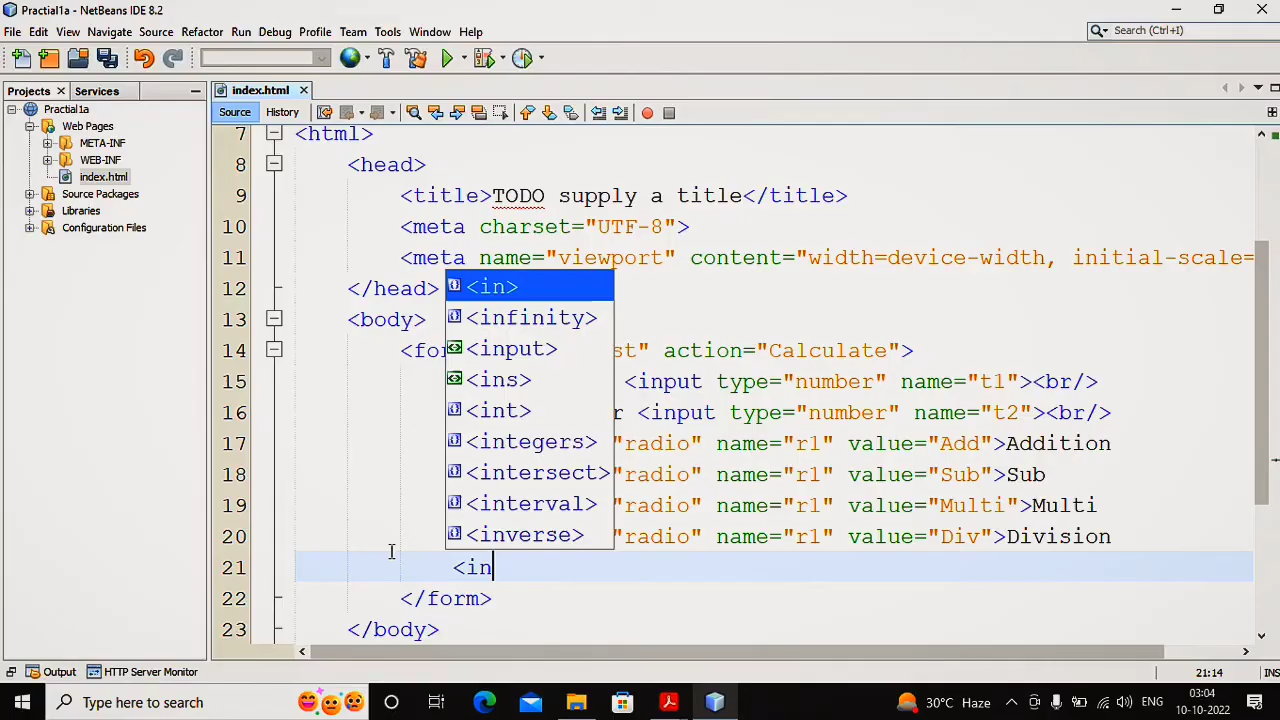 Practial1a - NetBeans IDE 8.2
File Edit View Navigate Source Refactor Run Debug Profile Team Tools Window Help
Search (Ctrl+I)
Projects
Services
index.html
Practial1a
Web Pages
META-INF
WEB-INF
index.html
Source Packages
Libraries
Configuration Files
Source
History
7 <html>
8 <head>
9 <title>TODO supply a title</title>
10 <meta charset="UTF-8">
11 <meta name="viewport" content="width=device-width, initial-scale=
12 </head>
13 <body>
14 <for st" action="Calculate">
15 <input type="number" name="t1"><br/>
16 r <input type="number" name="t2"><br/>
17 "radio" name="r1" value="Add">Addition
18 "radio" name="r1" value="Sub">Sub
19 "radio" name="r1" value="Multi">Multi
20 "radio" name="r1" value="Div">Division
21 <in
22 </form>
23 </body>
<in>
<infinity>
<input>
<ins>
<int>
<integers>
<intersect>
<interval>
<inverse>
Output
HTTP Server Monitor
21:14
INS
Type here to search
30°C Haze
ENG
03:04
10-10-2022